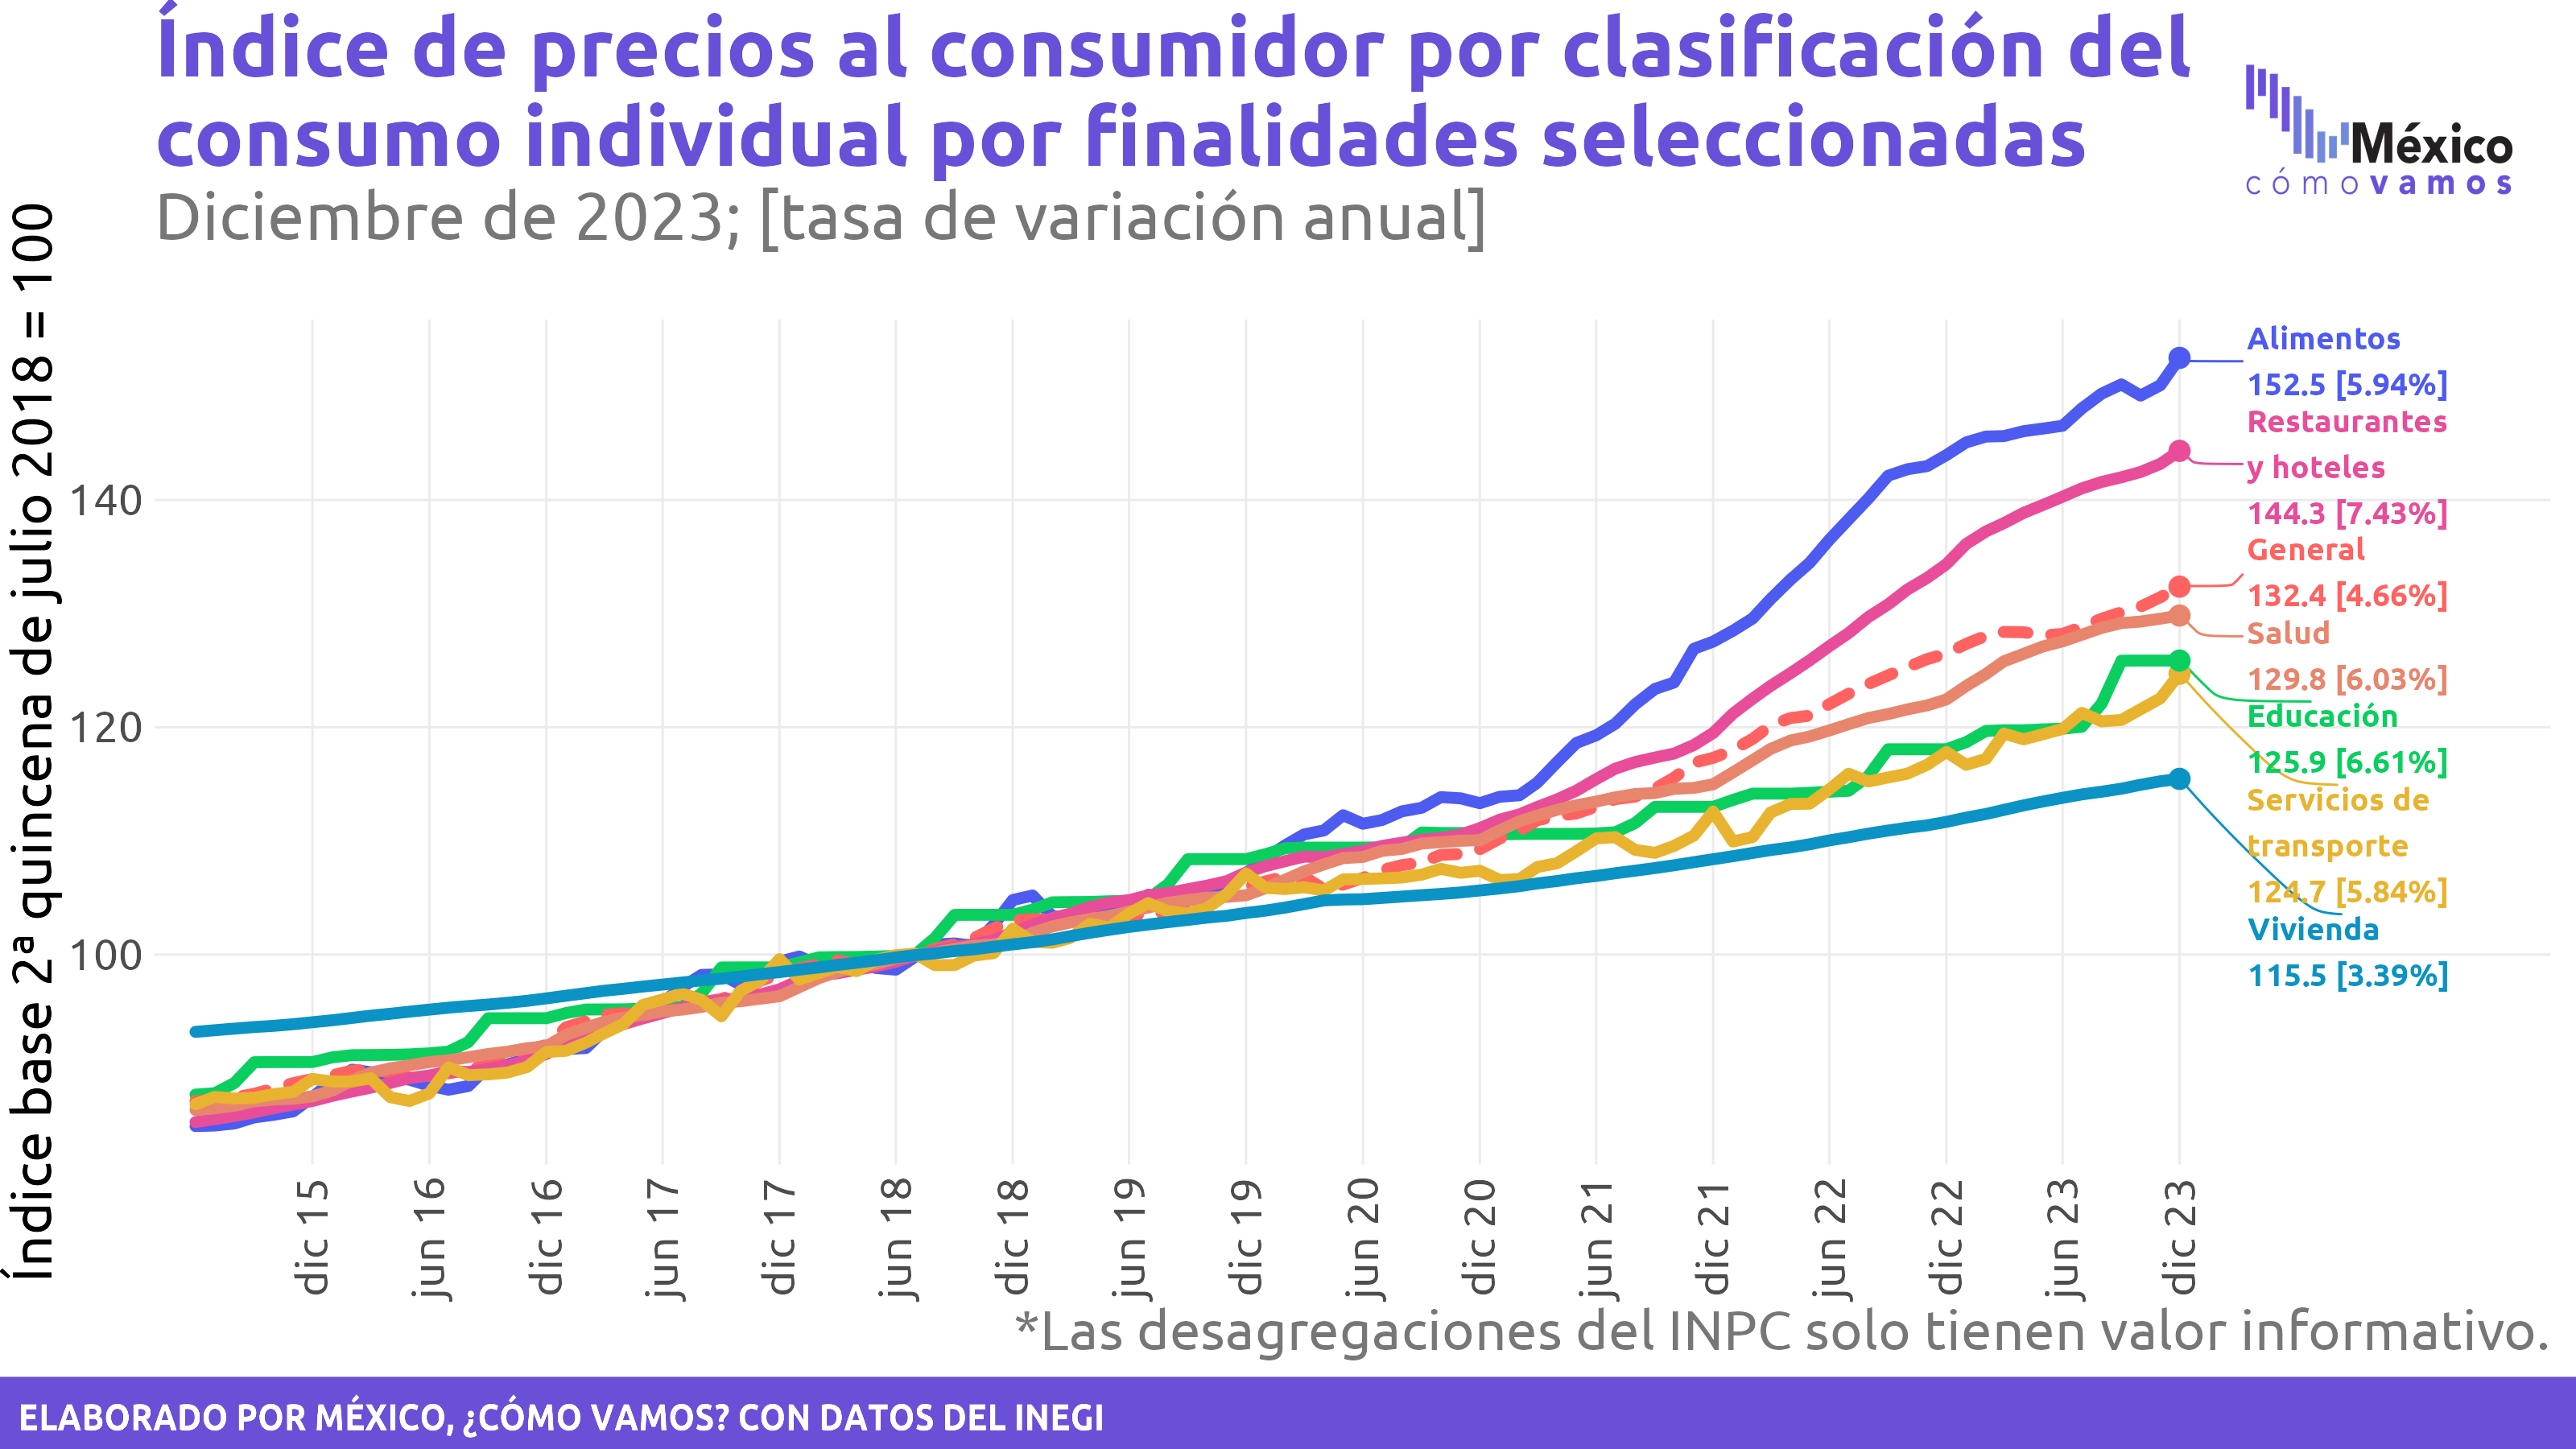 Índice de precios al consumidor por clasificación del
consumo individual por finalidades seleccionadas
Diciembre de 2023; [tasa de variación anual]
México
cómo vamos
Índice base 2ª quincena de julio 2018 = 100
140
120
100
Alimentos
152.5 [5.94%]
Restaurantes
y hoteles
144.3 [7.43%]
General
132.4 [4.66%]
Salud
129.8 [6.03%]
Educación
125.9 [6.61%]
Servicios de
transporte
124.7 [5.84%]
Vivienda
115.5 [3.39%]
dic 15
jun 16
dic 16
jun 17
dic 17
jun 18
dic 18
jun 19
dic 19
jun 20
dic 20
jun 21
dic 21
jun 22
dic 22
jun 23
dic 23
*Las desagregaciones del INPC solo tienen valor informativo.
ELABORADO POR MÉXICO, ¿CÓMO VAMOS? CON DATOS DEL INEGI